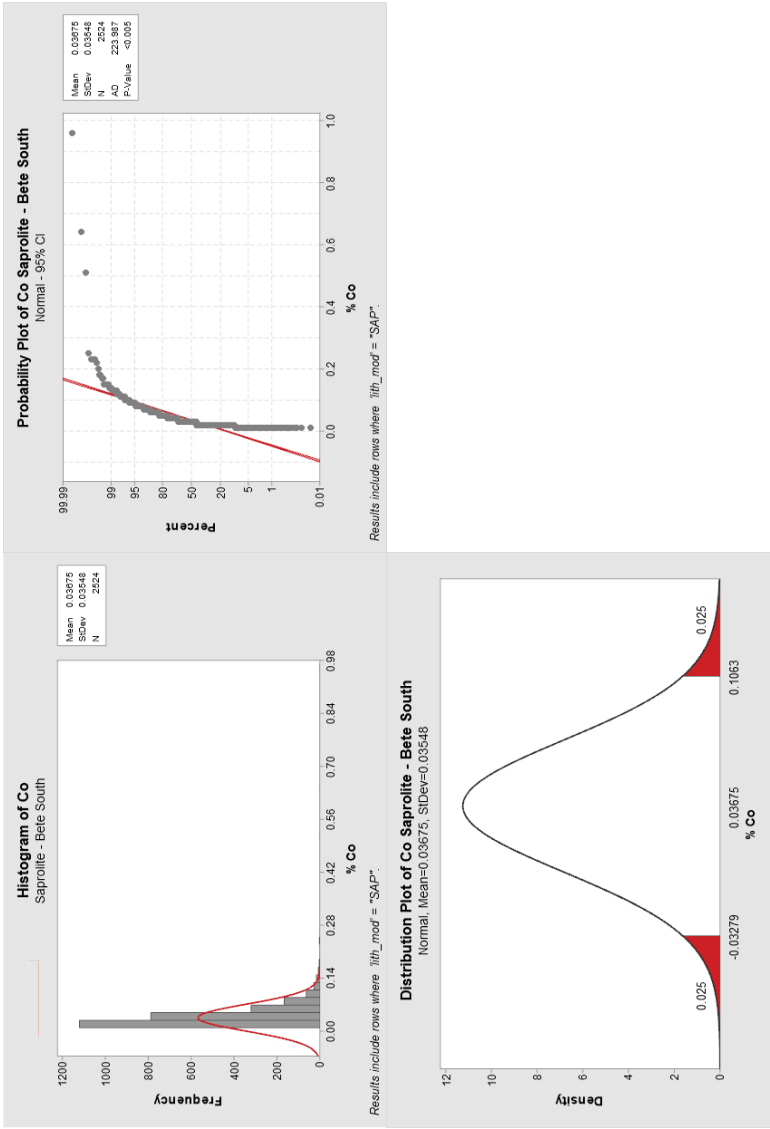 Histogram of Co
Saprolite - Bete South
Mean 0.03675
StDev 0.03548
N 2524
1200
1000
800
600
400
200
0
Frequency
0.00 0.14 0.28 0.42 0.56 0.70 0.84 0.98
% Co
Results include rows where 'lith_mod' = "SAP".
Probability Plot of Co Saprolite - Bete South
Normal - 95% CI
Mean 0.03675
StDev 0.03548
N 2524
AD 223.987
P-Value <0.005
99.99
99
95
80
50
20
5
1
0.01
Percent
0.0 0.2 0.4 0.6 0.8 1.0
% Co
Results include rows where 'lith_mod' = "SAP".
Distribution Plot of Co Saprolite - Bete South
Normal, Mean=0.03675, StDev=0.03548
12
10
8
6
4
2
0
Density
0.025 0.025
-0.03279 0.03675 0.1063
% Co